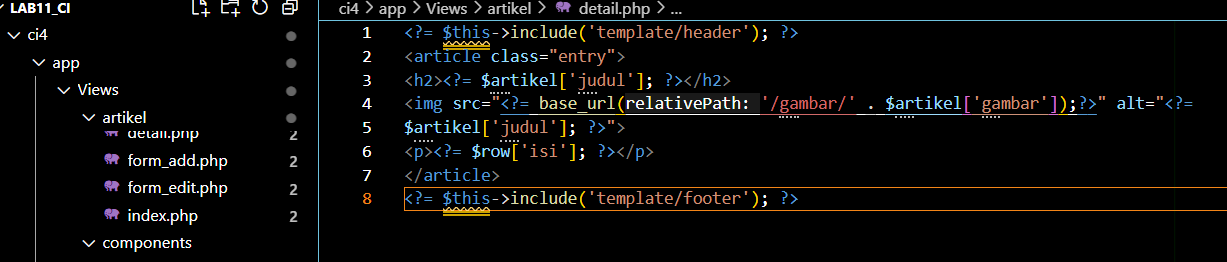 LAB11_CI
ci4
app
Views
artikel
detail.php
2
form_add.php
2
form_edit.php
2
index.php
2
components
ci4 > app > Views > artikel > detail.php > ...
1 <?= $this->include('template/header'); ?>
2 <article class="entry">
3 <h2><?= $artikel['judul']; ?></h2>
4 <img src="<?= base_url(relativePath: '/gambar/' . $artikel['gambar']);?>" alt="<?=
5 $artikel['judul']; ?>">
6 <p><?= $row['isi']; ?></p>
7 </article>
8 <?= $this->include('template/footer'); ?>